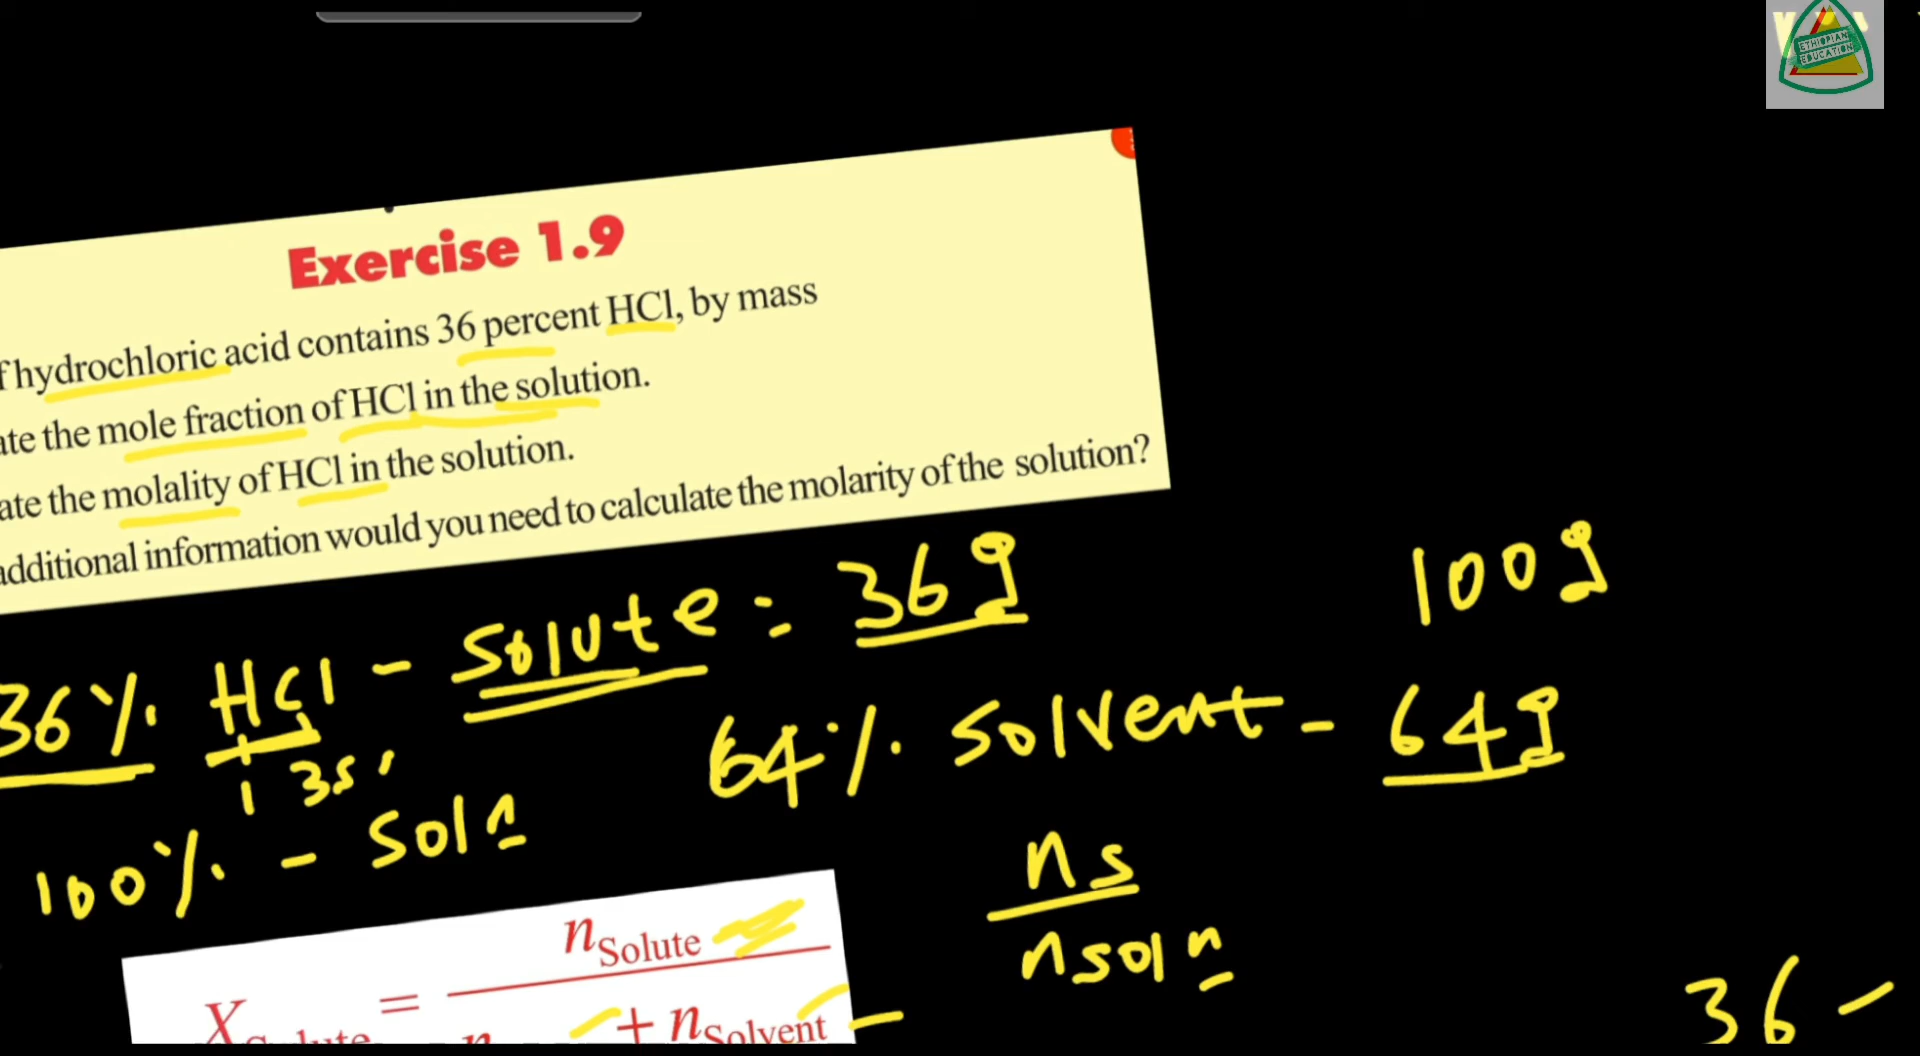 ETHIOPIAN
EDUCATION
Exercise 1.9
f hydrochloric acid contains 36 percent HCl, by mass
ate the mole fraction of HCl in the solution.
ate the molality of HCl in the solution.
additional information would you need to calculate the molarity of the solution?
36% HCl - solute = 36g
100g
1 35.
64% solvent - 64g
100% - soln
ns
nsoln
nSolute
=
+ nSolvent
36